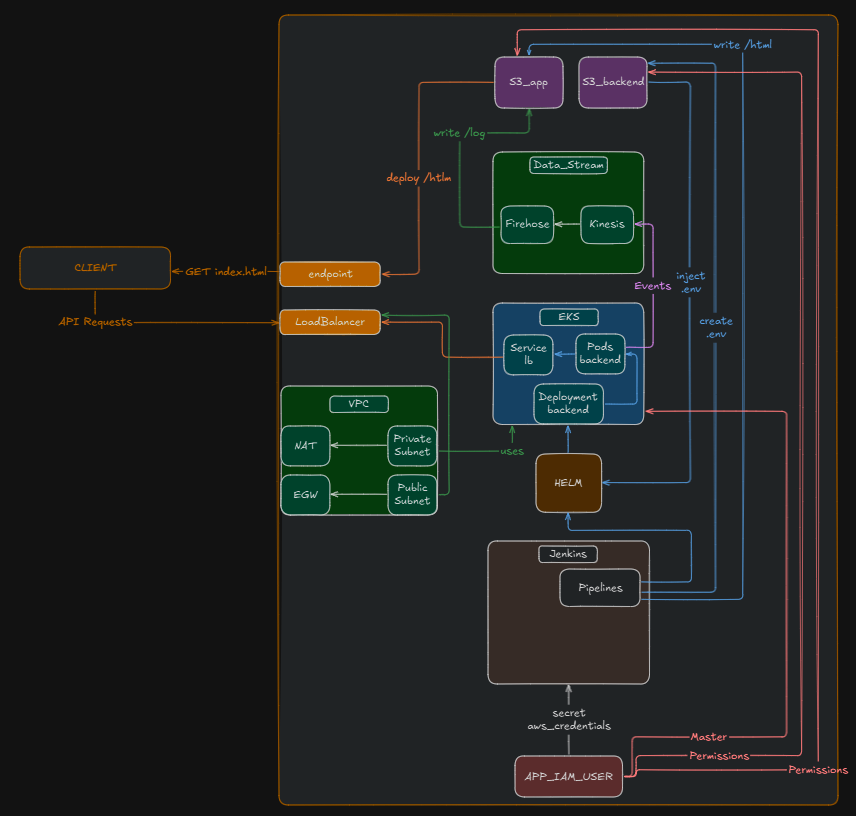 write /html
S3_app
S3_backend
write /log
Data_Stream
deploy /htlm
Firehose
Kinesis
CLIENT
GET index.html
endpoint
inject
.env
Events
API Requests
LoadBalancer
EKS
create
.env
Service
lb
Pods
backend
VPC
Deployment
backend
NAT
Private
Subnet
uses
EGW
Public
Subnet
HELM
Jenkins
Pipelines
secret
aws_credentials
Master
Permissions
Permissions
APP_IAM_USER